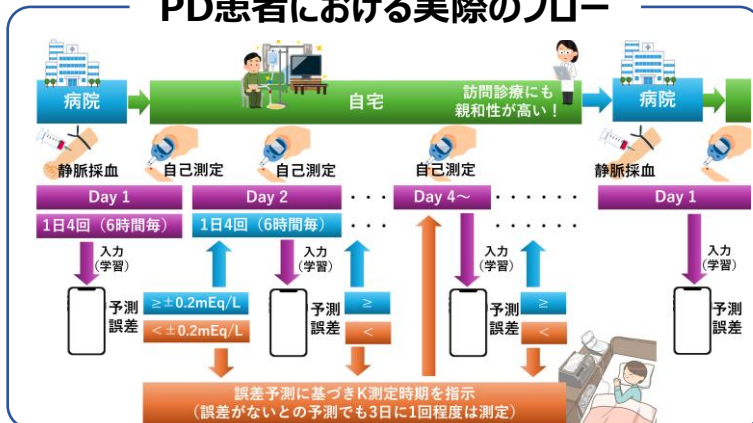 PD患者における実際のフロー
病院
自宅
訪問診療にも
親和性が高い！
病院
静脈採血
自己測定
自己測定
自己測定
静脈採血
Day 1
Day 2
・・・
Day 4～
・・・・・・
Day 1
1日4回（6時間毎）
1日4回（6時間毎）
・・・
・・・・・・
入力
（学習）
入力
（学習）
入力
（学習）
入力
（学習）
予測
誤差
≥±0.2mEq/L
<±0.2mEq/L
予測
誤差
≥
<
予測
誤差
≥
<
予測
誤差
誤差予測に基づきK測定時期を指示
（誤差がないとの予測でも3日に1回程度は測定）